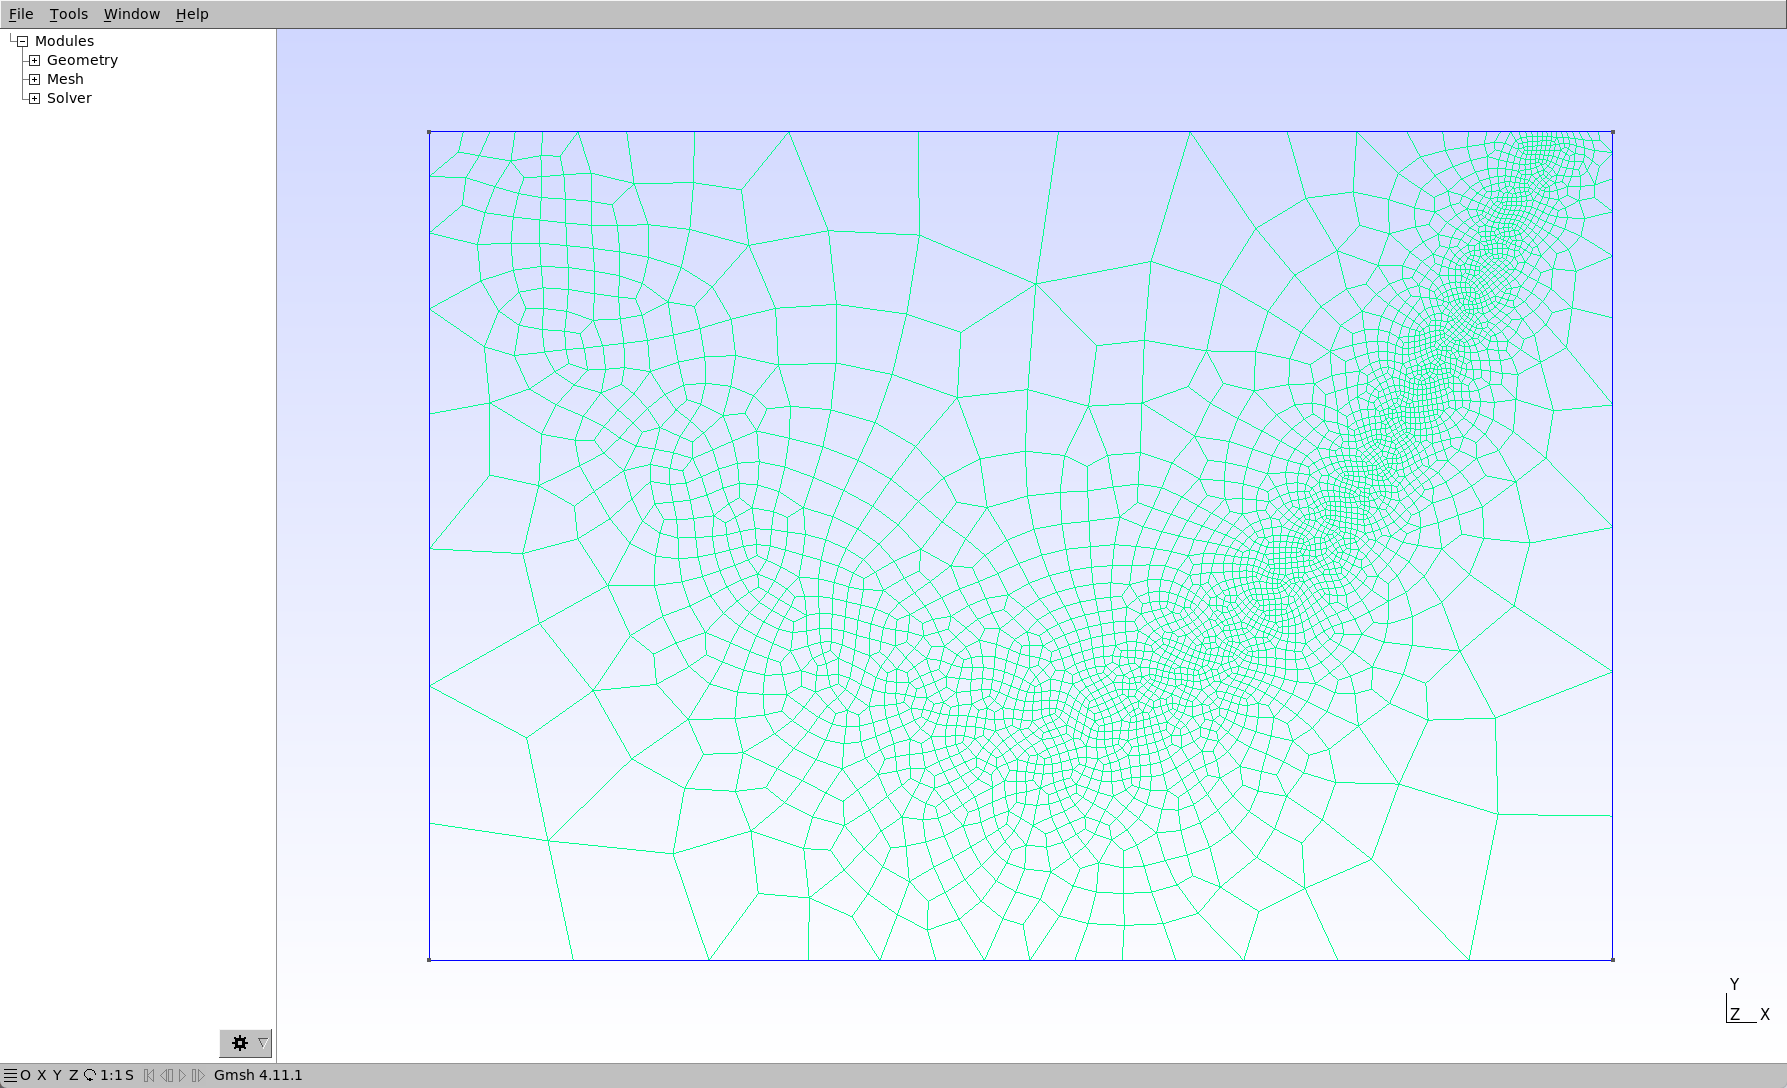 File Tools Window Help
Modules
Geometry
Mesh
Solver
Y
Z X
O X Y Z 1:1 S Gmsh 4.11.1